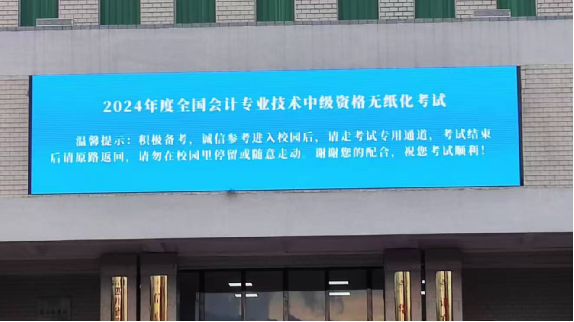 2024年度全国会计专业技术中级资格无纸化考试
温馨提示：积极备考，诚信参考进入校园后，请走考试专用通道，考试结束
后请原路返回，请勿在校园里停留或随意走动。谢谢您的配合，祝您考试顺利！